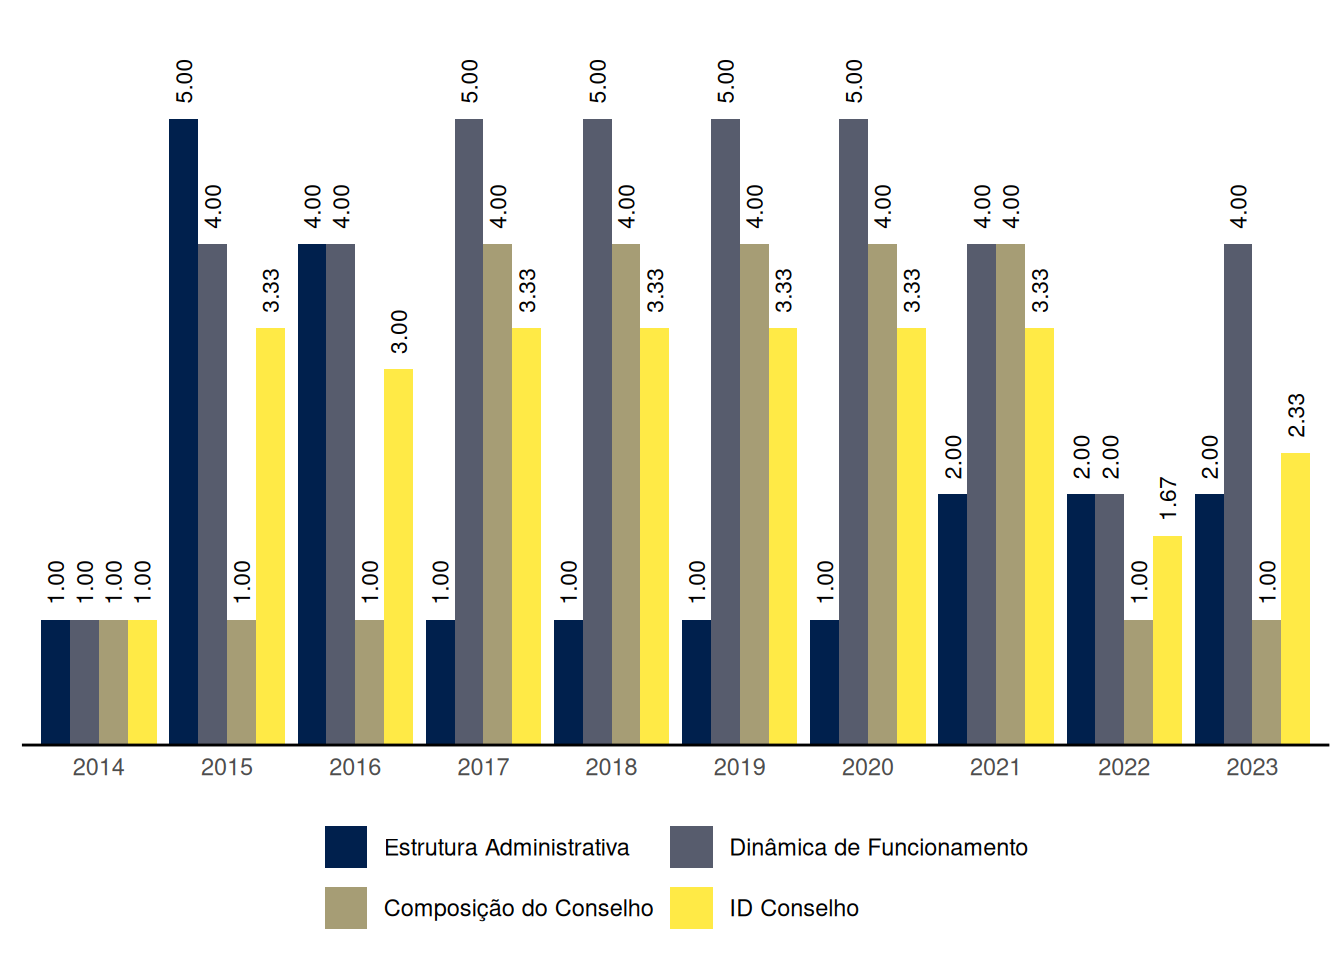 1.00 1.00 1.00 1.00 5.00 4.00 1.00 3.33 4.00 4.00 1.00 3.00 1.00 5.00 4.00 3.33 1.00 5.00 4.00 3.33 1.00 5.00 4.00 3.33 1.00 5.00 4.00 3.33 2.00 4.00 4.00 3.33 2.00 2.00 1.00 1.67 2.00 4.00 1.00 2.33
2014 2015 2016 2017 2018 2019 2020 2021 2022 2023
Estrutura Administrativa Dinâmica de Funcionamento
Composição do Conselho ID Conselho